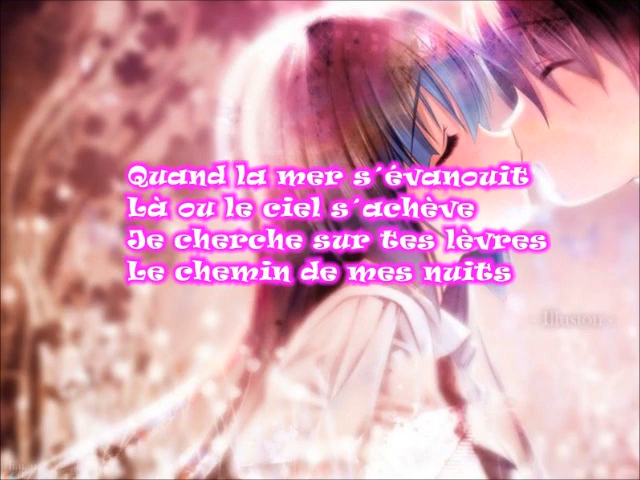 Quand la mer s´évanouit
Là ou le ciel s´achève
Je cherche sur tes lèvres
Le chemin de mes nuits
- Illusion -